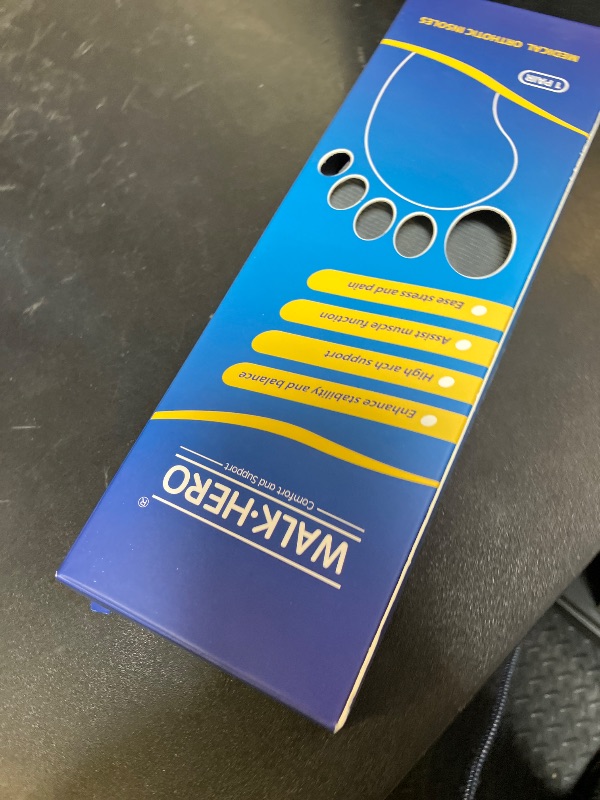 WALK·HERO®
Comfort and Support
Enhance stability and balance
High arch support
Assist muscle function
Ease stress and pain
1 PAIR
MEDICAL ORTHOTIC INSOLES